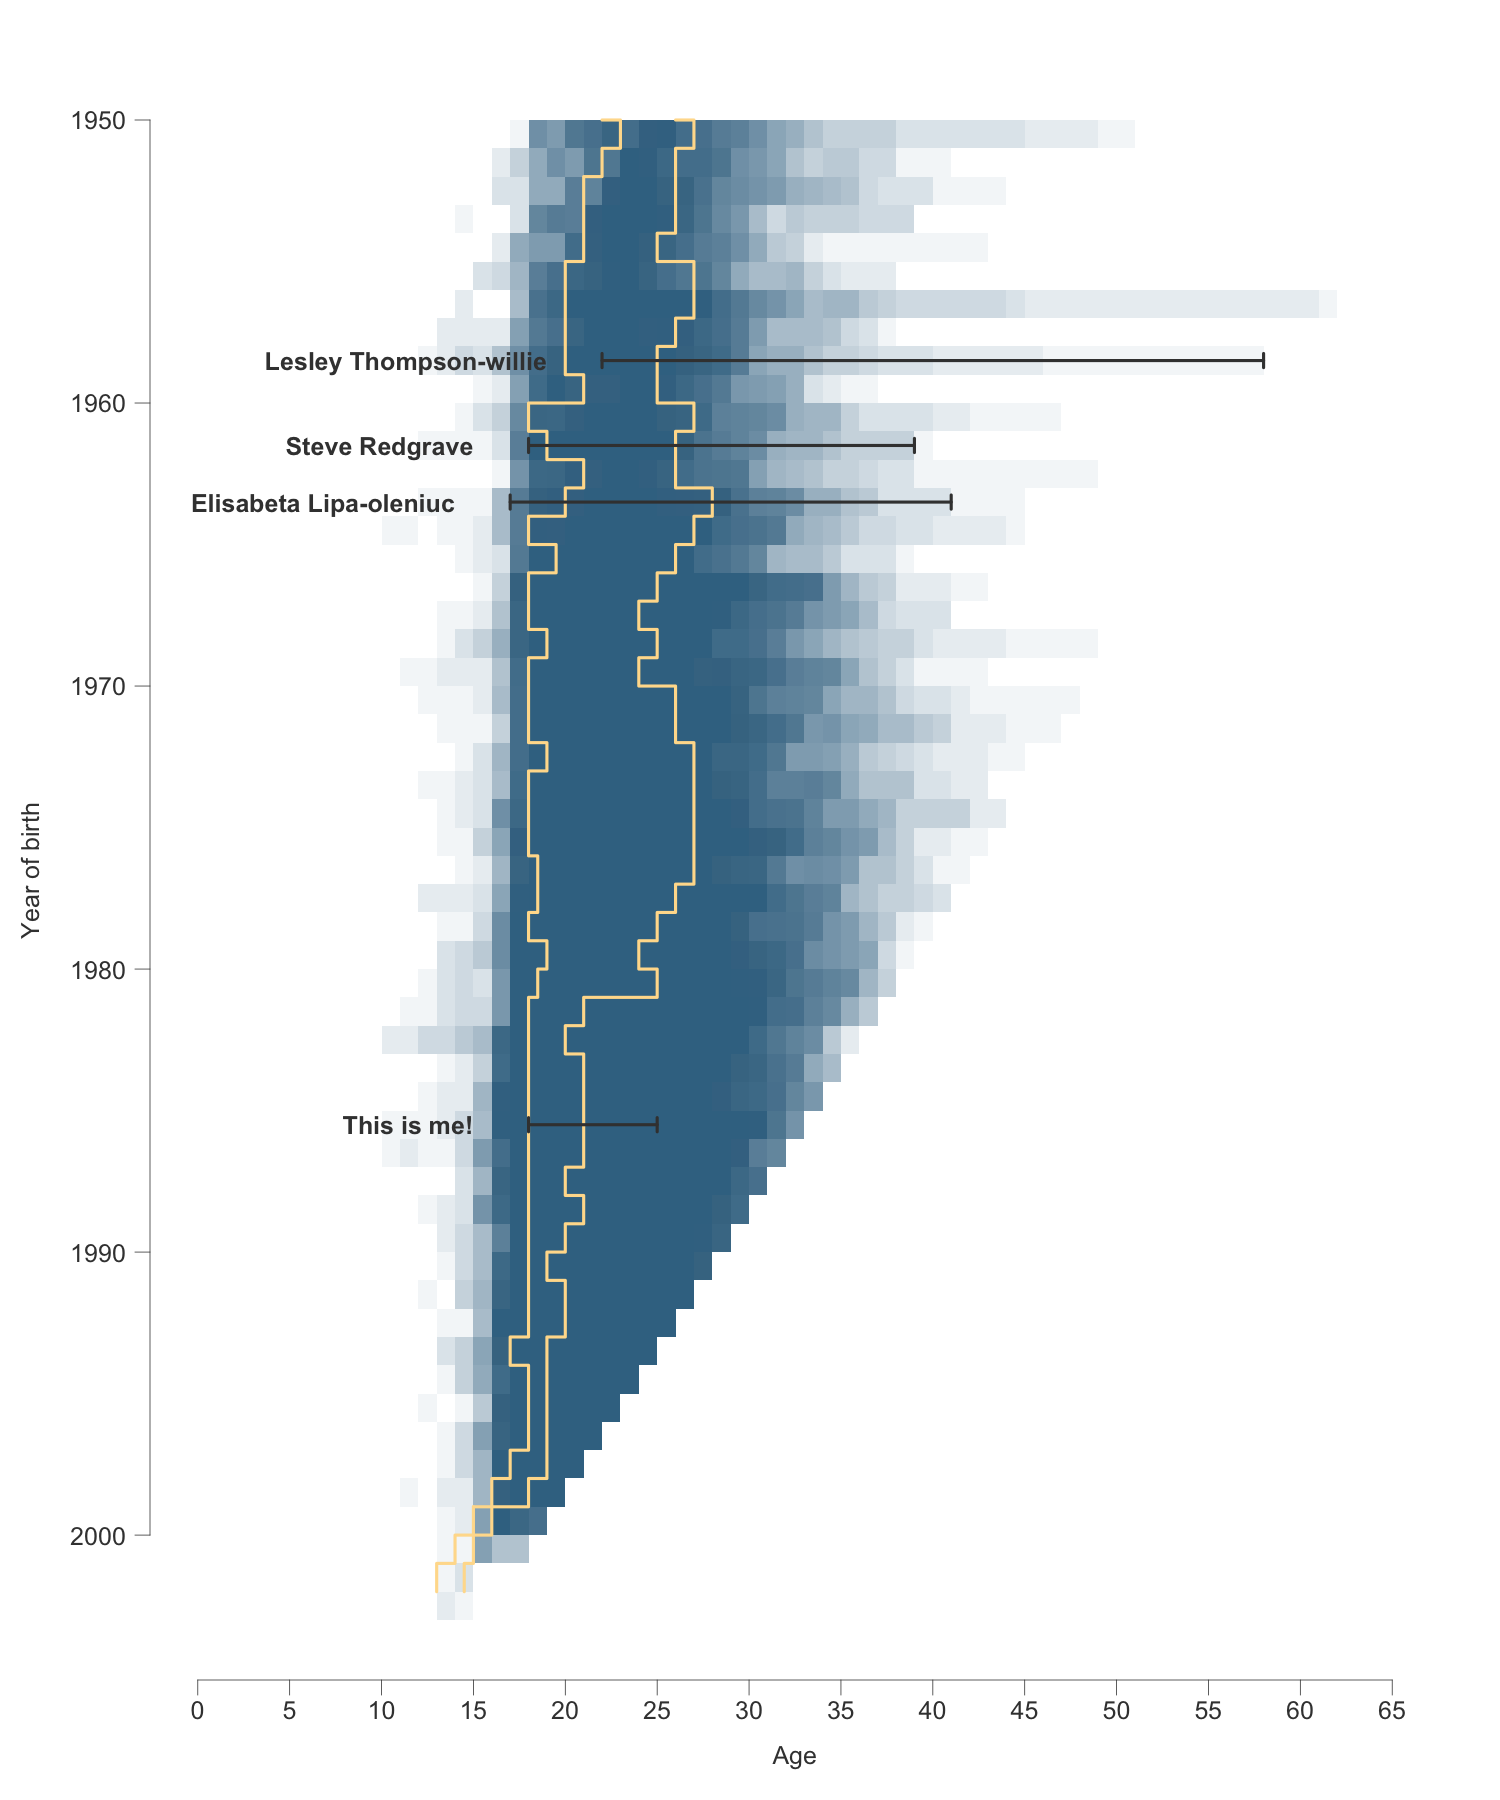 1950
Lesley Thompson-willie
1960
Steve Redgrave
Elisabeta Lipa-oleniuc
1970
Year of birth
1980
This is me!
1990
2000
0 5 10 15 20 25 30 35 40 45 50 55 60 65
Age